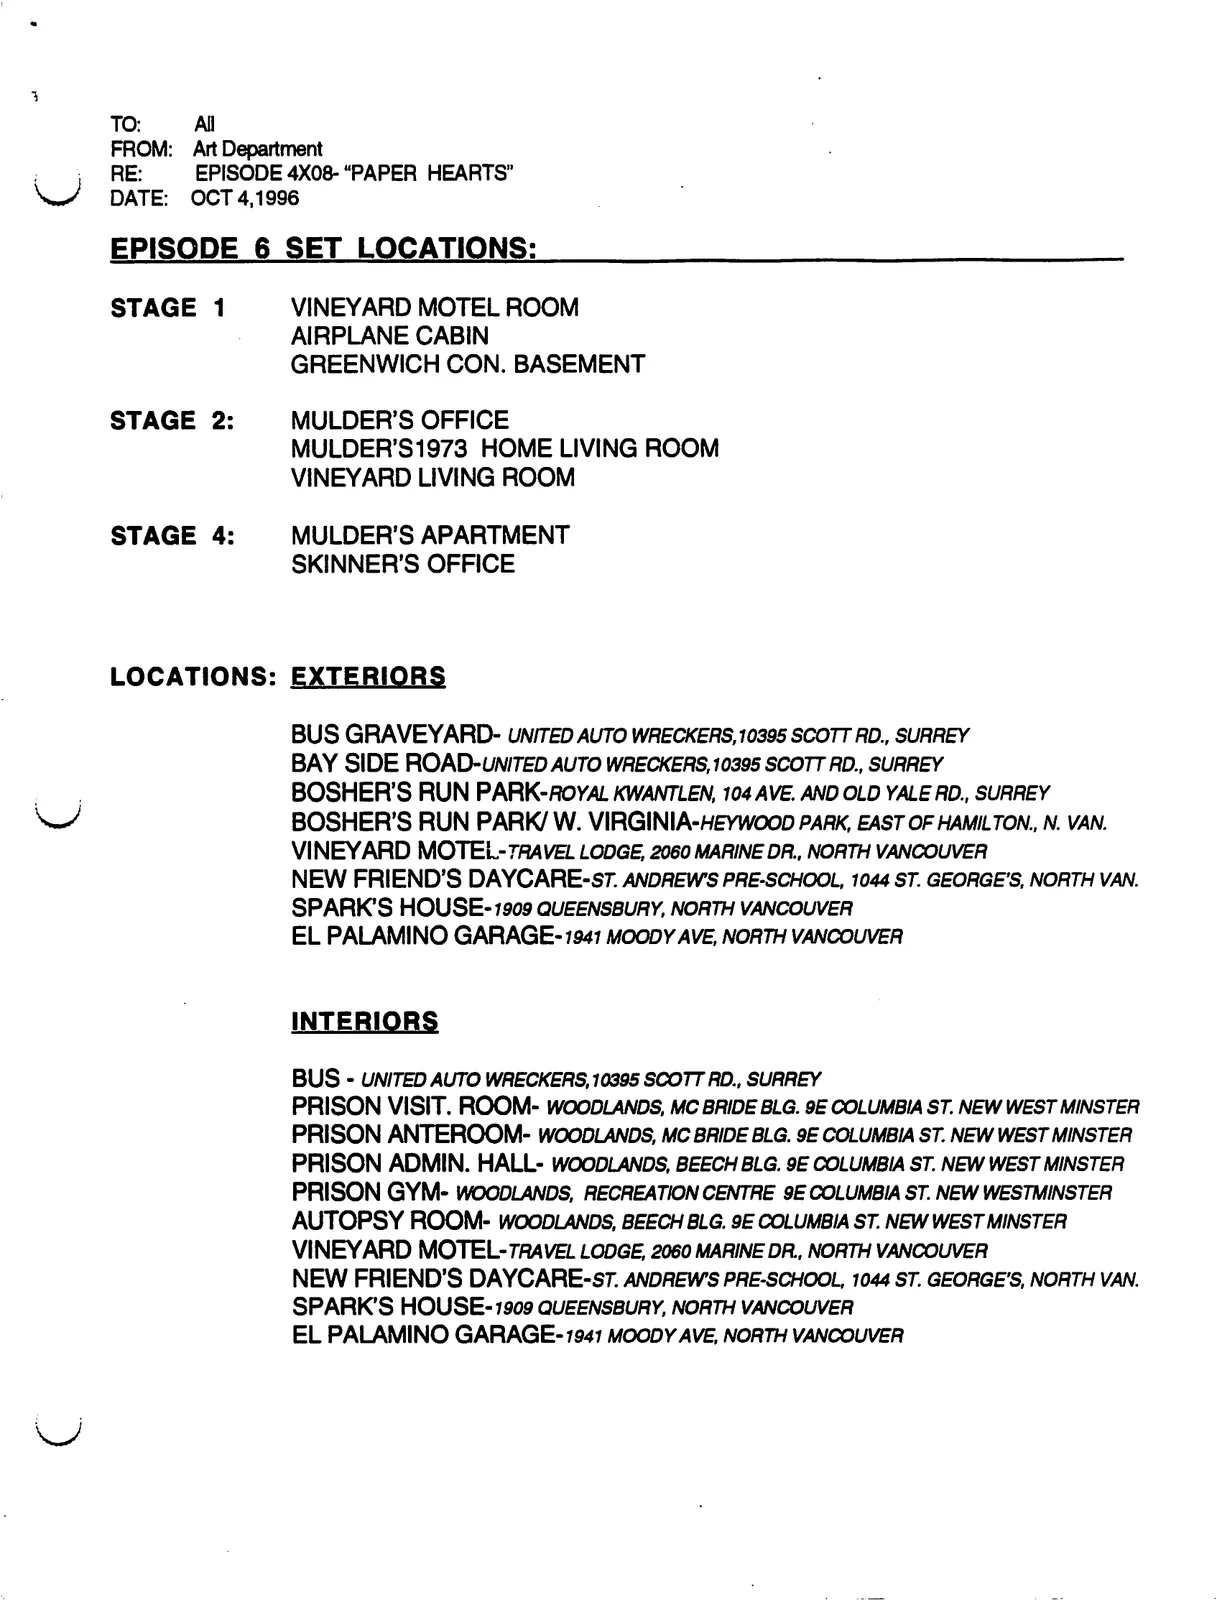 TO: All
FROM: Art Department
RE: EPISODE 4X08- "PAPER HEARTS"
DATE: OCT 4,1996
EPISODE 6 SET LOCATIONS:
STAGE 1 VINEYARD MOTEL ROOM
AIRPLANE CABIN
GREENWICH CON. BASEMENT
STAGE 2: MULDER'S OFFICE
MULDER'S1973 HOME LIVING ROOM
VINEYARD LIVING ROOM
STAGE 4: MULDER'S APARTMENT
SKINNER'S OFFICE
LOCATIONS: EXTERIORS
BUS GRAVEYARD- UNITED AUTO WRECKERS,10395 SCOTT RD., SURREY
BAY SIDE ROAD-UNITED AUTO WRECKERS,10395 SCOTT RD., SURREY
BOSHER'S RUN PARK-ROYAL KWANTLEN, 104 AVE. AND OLD YALE RD., SURREY
BOSHER'S RUN PARK/ W. VIRGINIA-HEYWOOD PARK, EAST OF HAMILTON., N. VAN.
VINEYARD MOTEL-TRAVEL LODGE, 2060 MARINE DR., NORTH VANCOUVER
NEW FRIEND'S DAYCARE-ST. ANDREW'S PRE-SCHOOL, 1044 ST. GEORGE'S, NORTH VAN.
SPARK'S HOUSE-1909 QUEENSBURY, NORTH VANCOUVER
EL PALAMINO GARAGE-1941 MOODY AVE, NORTH VANCOUVER
INTERIORS
BUS - UNITED AUTO WRECKERS,10395 SCOTT RD., SURREY
PRISON VISIT. ROOM- WOODLANDS, MC BRIDE BLG. 9E COLUMBIA ST. NEW WEST MINSTER
PRISON ANTEROOM- WOODLANDS, MC BRIDE BLG. 9E COLUMBIA ST. NEW WEST MINSTER
PRISON ADMIN. HALL- WOODLANDS, BEECH BLG. 9E COLUMBIA ST. NEW WEST MINSTER
PRISON GYM- WOODLANDS, RECREATION CENTRE 9E COLUMBIA ST. NEW WESTMINSTER
AUTOPSY ROOM- WOODLANDS, BEECH BLG. 9E COLUMBIA ST. NEW WEST MINSTER
VINEYARD MOTEL-TRAVEL LODGE, 2060 MARINE DR., NORTH VANCOUVER
NEW FRIEND'S DAYCARE-ST. ANDREW'S PRE-SCHOOL, 1044 ST. GEORGE'S, NORTH VAN.
SPARK'S HOUSE-1909 QUEENSBURY, NORTH VANCOUVER
EL PALAMINO GARAGE-1941 MOODY AVE, NORTH VANCOUVER